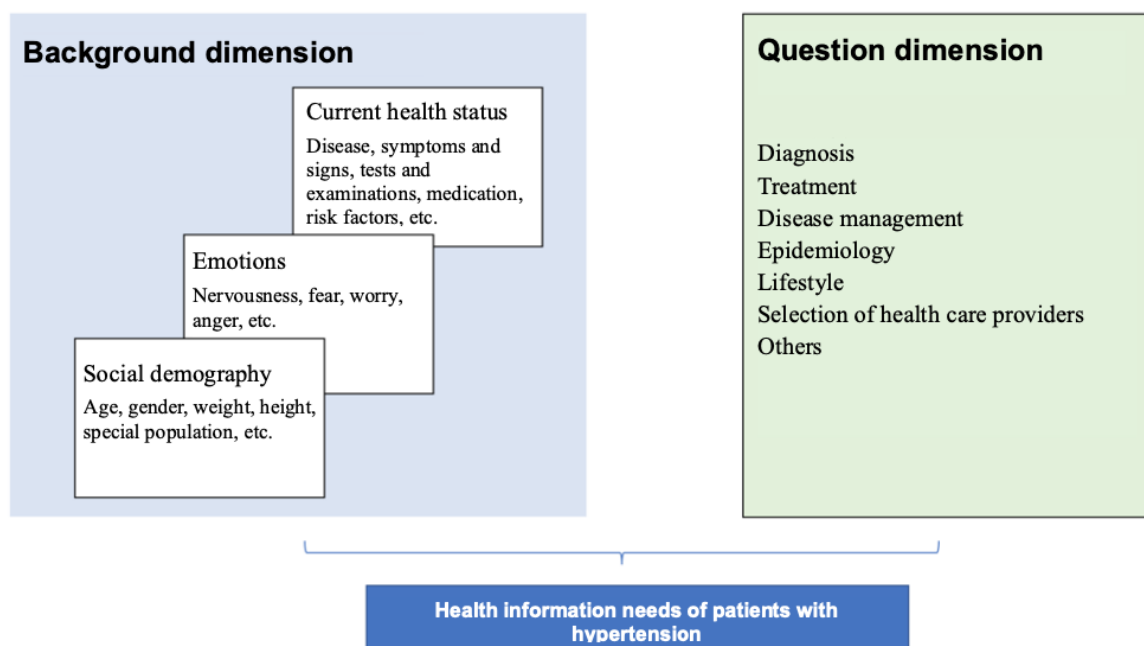 Background dimension
Current health status
Disease, symptoms and
signs, tests and
examinations, medication,
risk factors, etc.
Emotions
Nervousness, fear, worry,
anger, etc.
Social demography
Age, gender, weight, height,
special population, etc.
Question dimension
Diagnosis
Treatment
Disease management
Epidemiology
Lifestyle
Selection of health care providers
Others
Health information needs of patients with
hypertension